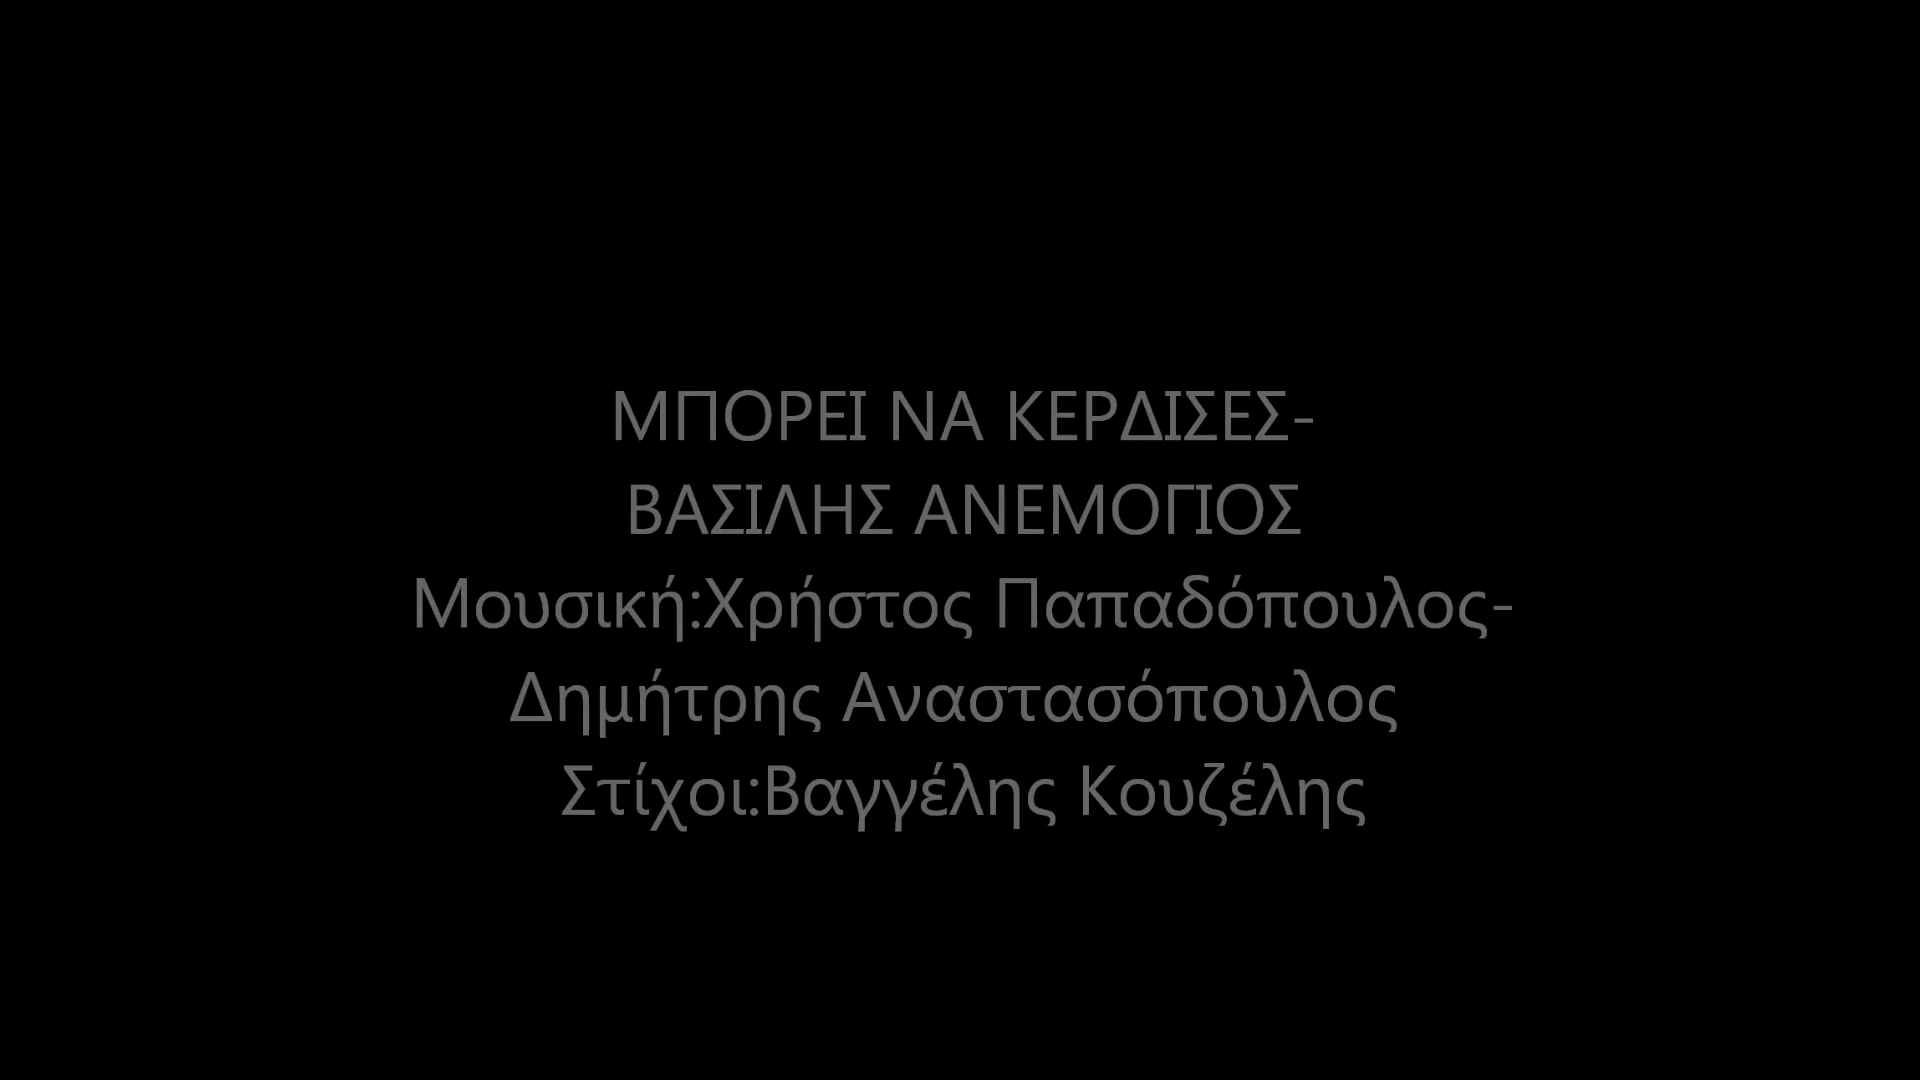 ΜΠΟΡΕΙ ΝΑ ΚΕΡΔΙΣΕΣ-
ΒΑΣΙΛΗΣ ΑΝΕΜΟΓΙΟΣ
Μουσική:Χρήστος Παπαδόπουλος-
Δημήτρης Αναστασόπουλος
Στίχοι:Βαγγέλης Κουζέλης